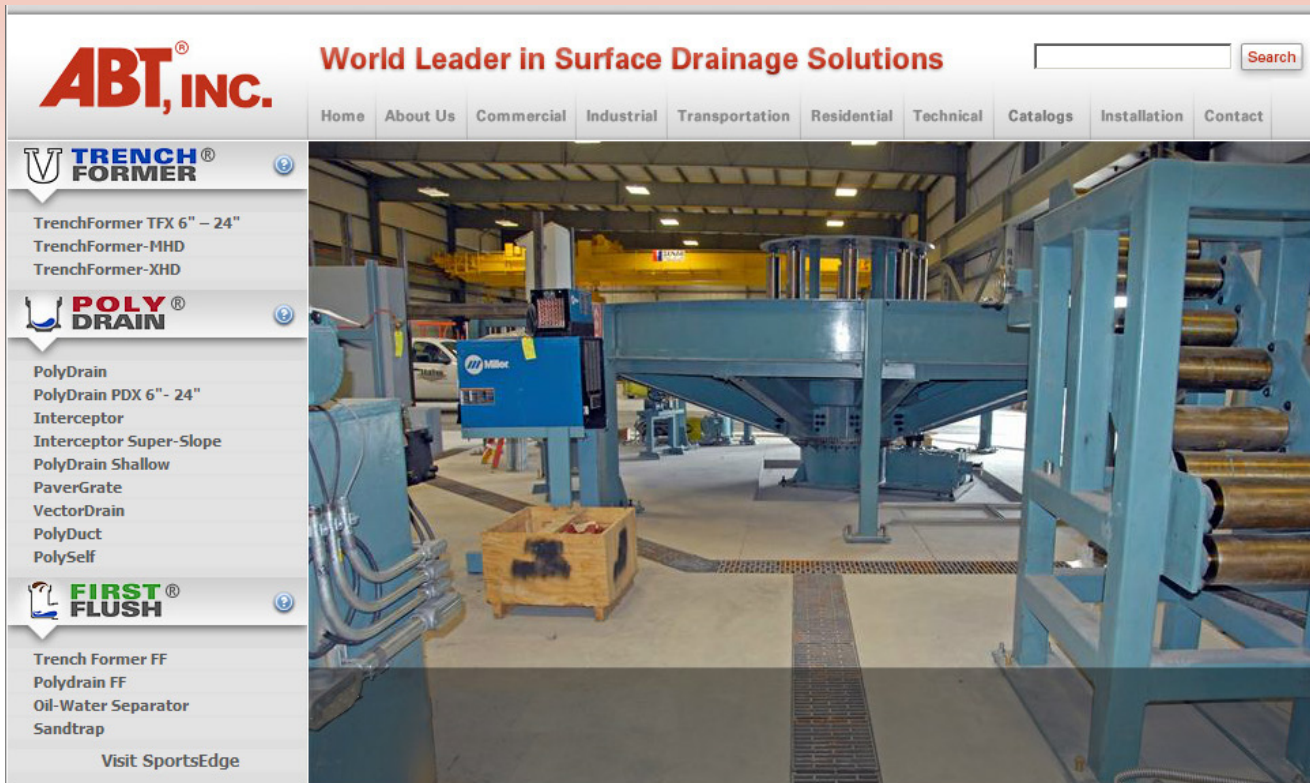 ABT,® INC.
World Leader in Surface Drainage Solutions
Search
Home About Us Commercial Industrial Transportation Residential Technical Catalogs Installation Contact
TRENCH®
FORMER
TrenchFormer TFX 6" – 24"
TrenchFormer-MHD
TrenchFormer-XHD
POLY®
DRAIN
PolyDrain
PolyDrain PDX 6"- 24"
Interceptor
Interceptor Super-Slope
PolyDrain Shallow
PaverGrate
VectorDrain
PolyDuct
PolySelf
FIRST®
FLUSH
Trench Former FF
Polydrain FF
Oil-Water Separator
Sandtrap
Visit SportsEdge
Miller